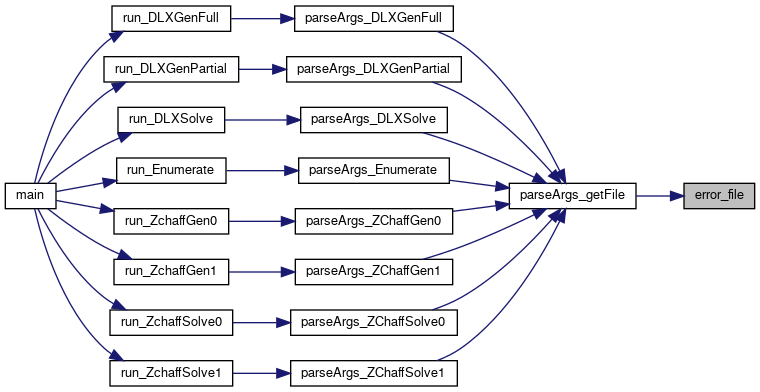 run_DLXGenFull
parseArgs_DLXGenFull
run_DLXGenPartial
parseArgs_DLXGenPartial
run_DLXSolve
parseArgs_DLXSolve
run_Enumerate
parseArgs_Enumerate
main
parseArgs_getFile
error_file
run_ZchaffGen0
parseArgs_ZChaffGen0
run_ZchaffGen1
parseArgs_ZChaffGen1
run_ZchaffSolve0
parseArgs_ZChaffSolve0
run_ZchaffSolve1
parseArgs_ZChaffSolve1